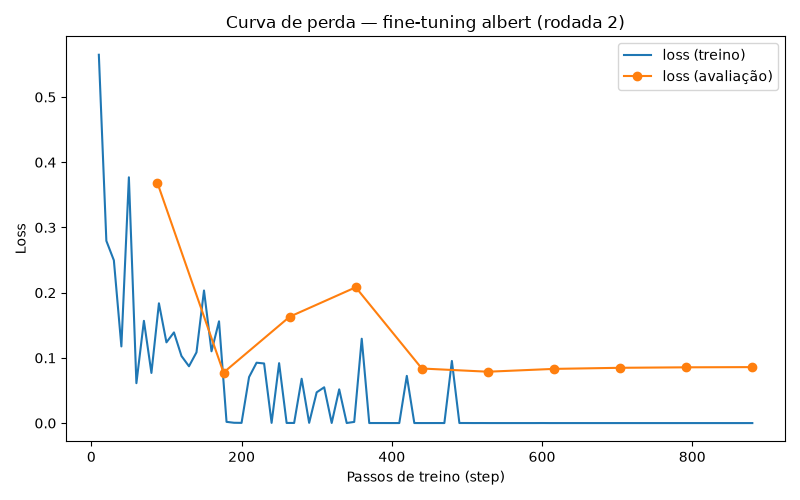 Curva de perda — fine-tuning albert (rodada 2)
loss (treino)
loss (avaliação)
Loss
0.5
0.4
0.3
0.2
0.1
0.0
0 200 400 600 800
Passos de treino (step)